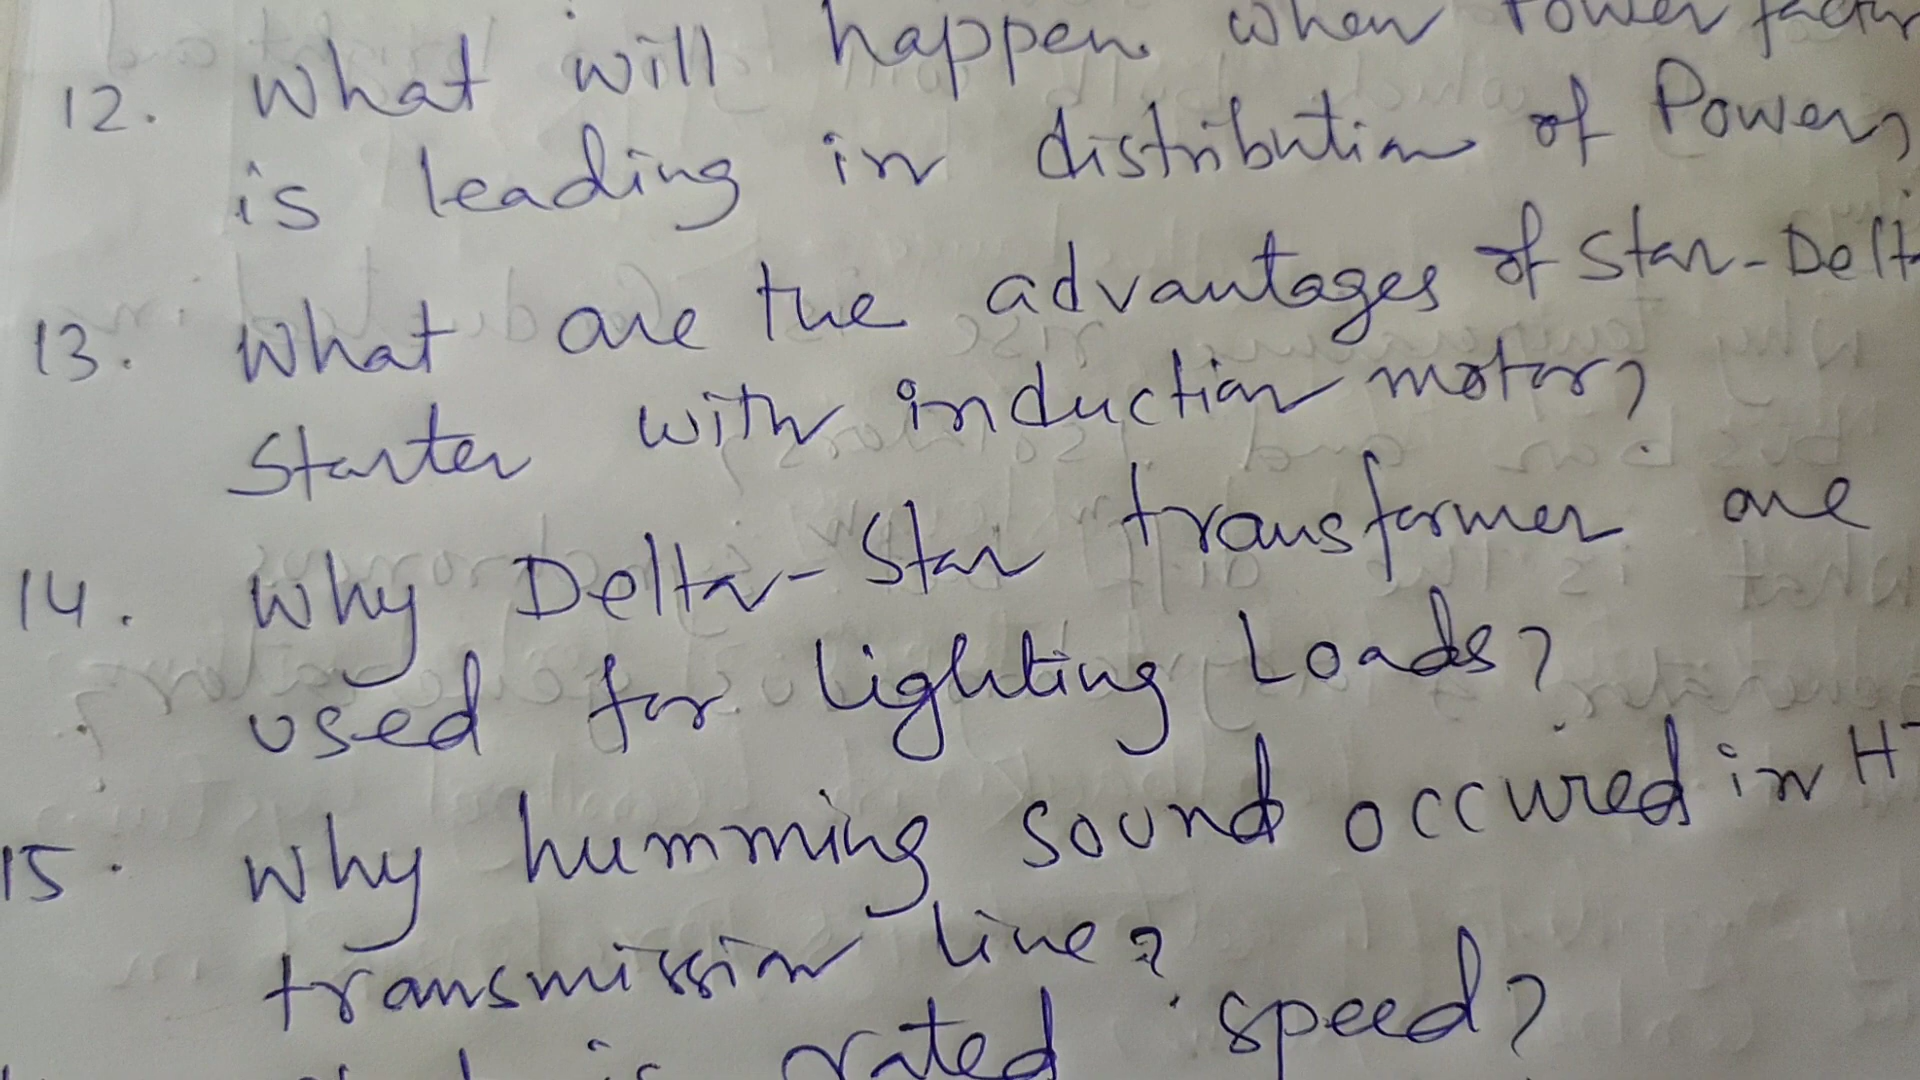 12. What will happen when Power factor
is leading in distribution of Power,
13. What are the advantages of Star-Delta
Starter with induction motor?
14. Why Delta-Star transformer are
used for Lighting Loads?
15. Why humming sound occured in HT
transmission line?
is rated speed?